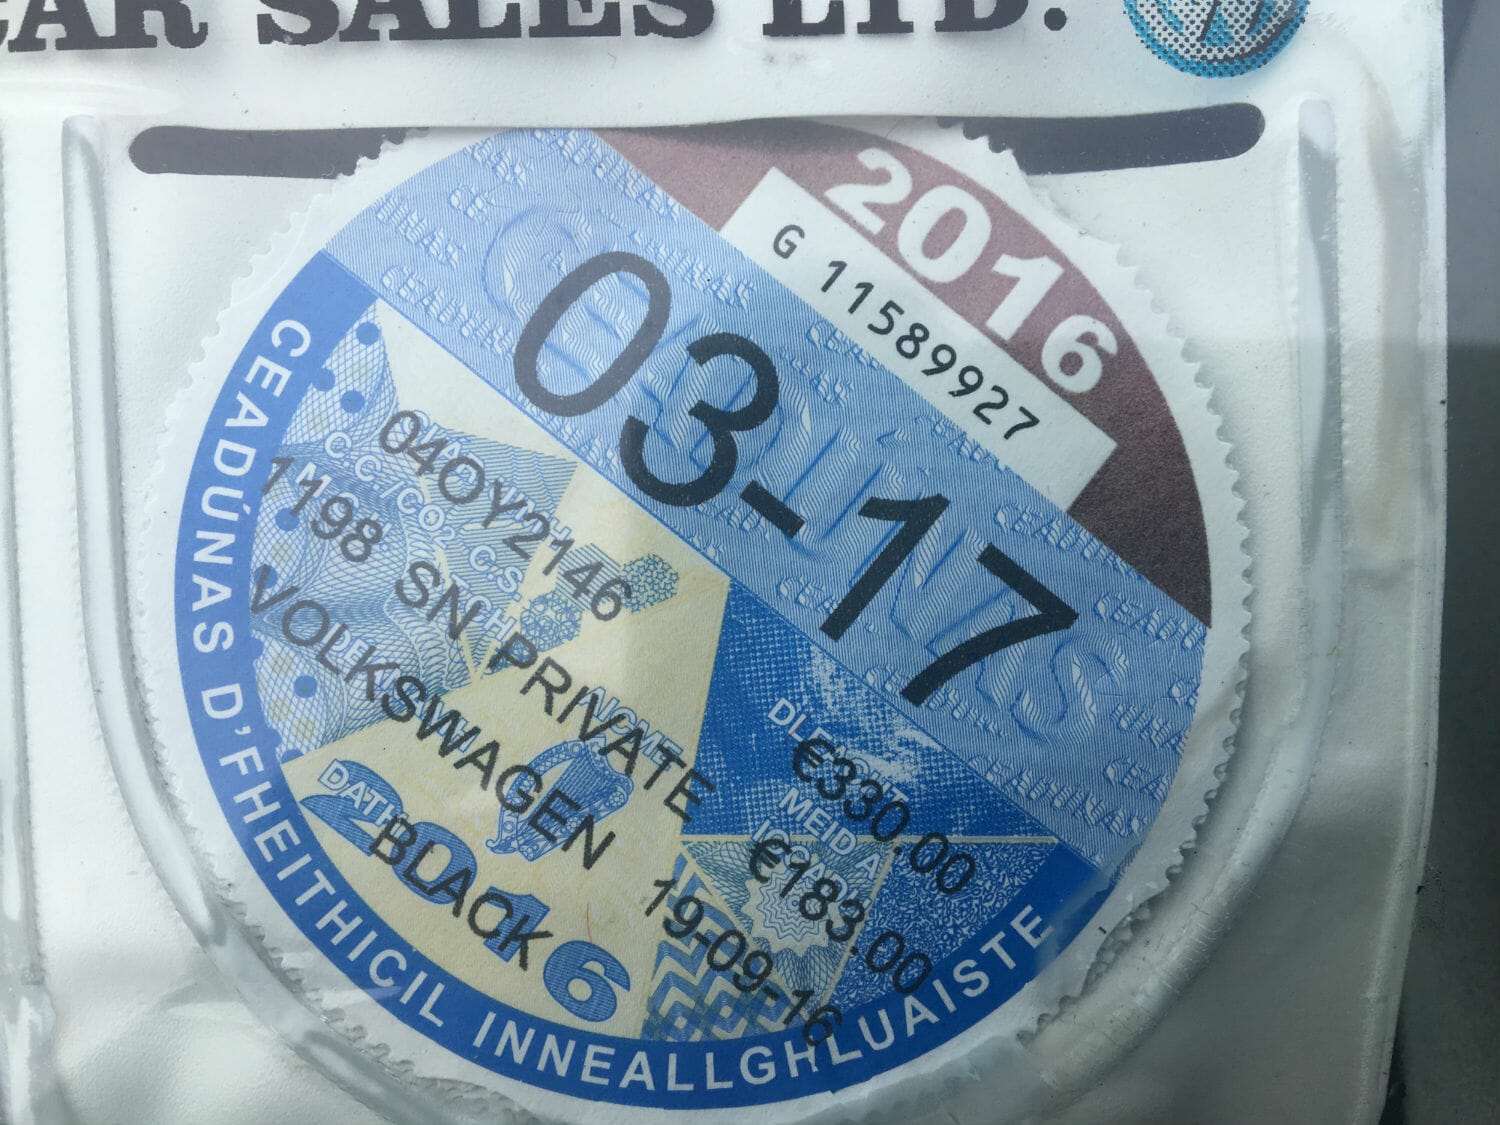 CAR SALES LTD.
2016
G 11589927
03-17
04OY2146
1198 SN PRIVATE
VOLKSWAGEN
BLACK
€330.00
€183.00
19-09-16
2016
CEADÚNAS D'FHEITHICIL INNEALLGHLUAISTE